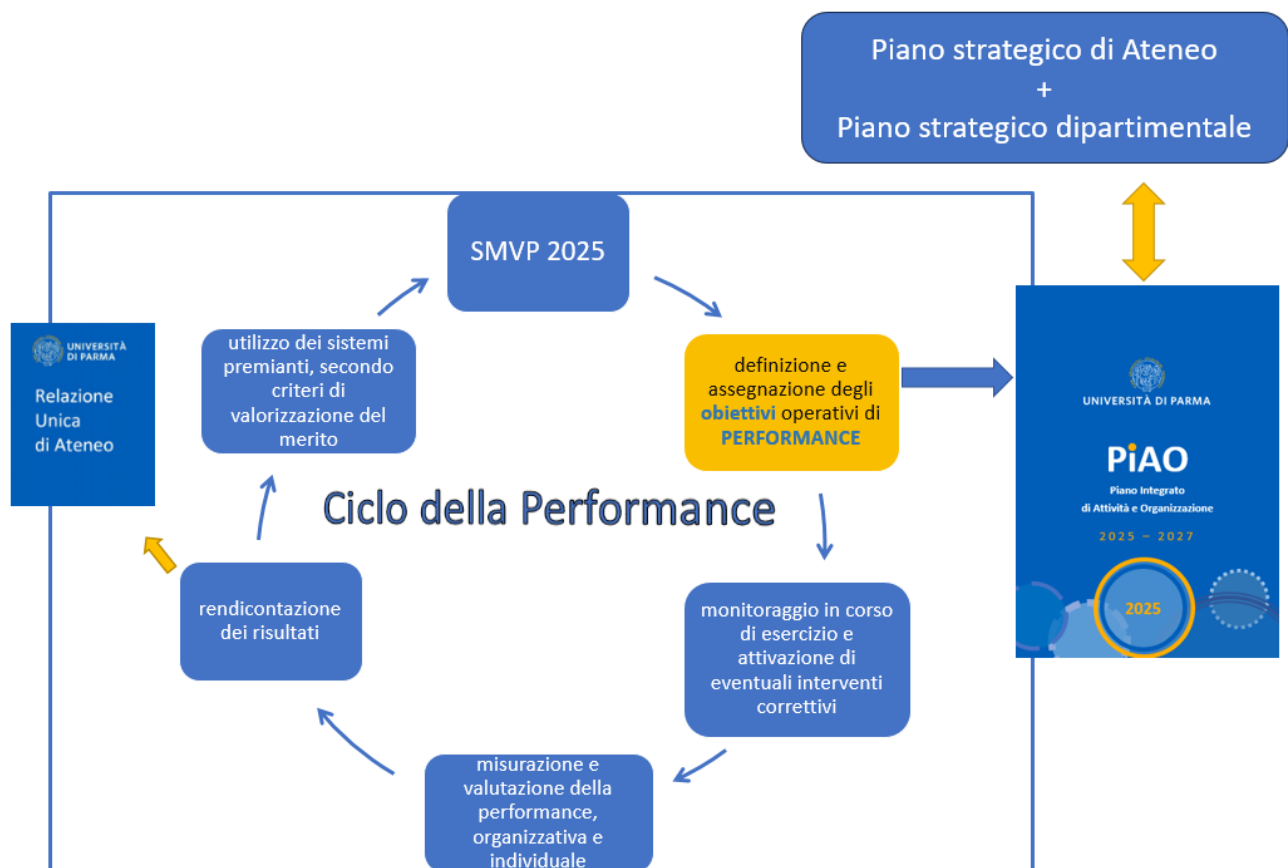 Piano strategico di Ateneo
+
Piano strategico dipartimentale
SMVP 2025
definizione e
assegnazione degli
obiettivi operativi di
PERFORMANCE
UNIVERSITÀ DI PARMA
PiAO
Piano Integrato
di Attività e Organizzazione
2025 – 2027
2025
monitoraggio in corso
di esercizio e
attivazione di
eventuali interventi
correttivi
misurazione e
valutazione della
performance,
organizzativa e
individuale
rendicontazione
dei risultati
UNIVERSITÀ
DI PARMA
Relazione
Unica
di Ateneo
utilizzo dei sistemi
premianti, secondo
criteri di
valorizzazione del
merito
Ciclo della Performance